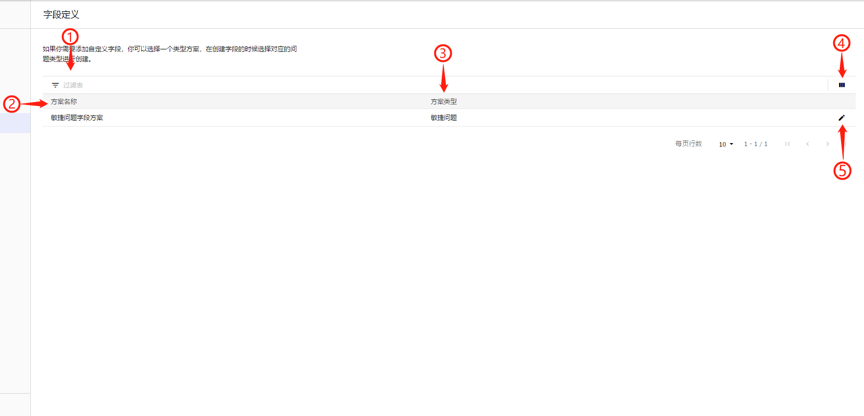 字段定义
①
如果你需要添加自定义字段，你可以选择一个类型方案，在创建字段的时候选择对应的问
题类型进行创建。
③
④
过滤表
②
方案名称
方案类型
敏捷问题字段方案
敏捷问题
每页行数
10
1 - 1 / 1
⑤